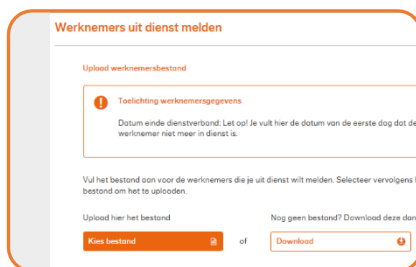 Werknemers uit dienst melden
Upload werknemersbestand
Toelichting werknemersgegevens
Datum einde dienstverband: Let op! Je vult hier de datum van de eerste dag dat de
werknemer niet meer in dienst is.
Vul het bestand aan voor de werknemers die je uit dienst wilt melden. Selecteer vervolgens
bestand om het te uploaden.
Upload hier het bestand
Nog geen bestand? Download deze dan
Kies bestand
of
Download